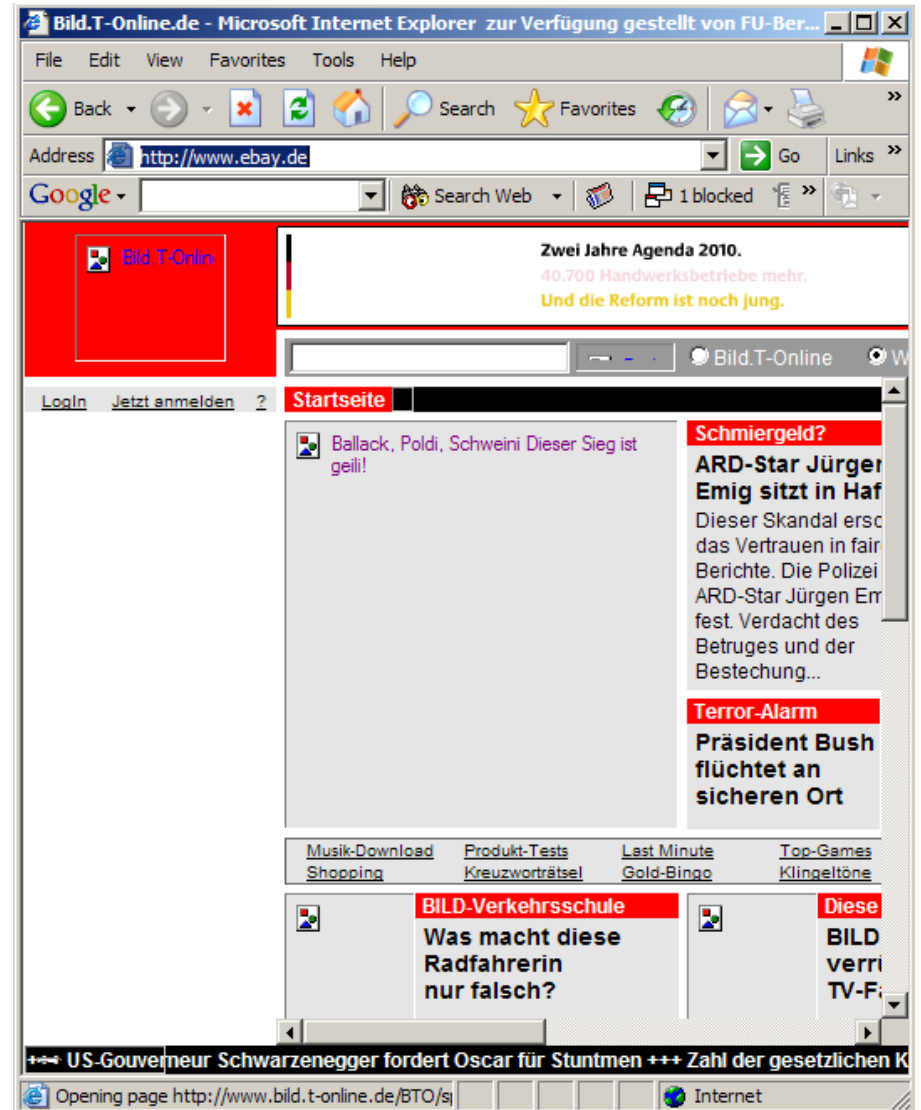 Bild.T-Online.de - Microsoft Internet Explorer zur Verfügung gestellt von FU-Ber...
File Edit View Favorites Tools Help
Back Search Favorites »
Address http://www.ebay.de Go Links »
Google Search Web 1 blocked »
Bild.T-Onlin
Zwei Jahre Agenda 2010.
40.700 Handwerksbetriebe mehr.
Und die Reform ist noch jung.
Bild.T-Online W
LogIn Jetzt anmelden ?
Startseite
Ballack, Poldi, Schweini Dieser Sieg ist
geili!
Schmiergeld?
ARD-Star Jürger
Emig sitzt in Haf
Dieser Skandal ersc
das Vertrauen in fair
Berichte. Die Polizei
ARD-Star Jürgen Em
fest. Verdacht des
Betruges und der
Bestechung...
Terror-Alarm
Präsident Bush
flüchtet an
sicheren Ort
Musik-Download Produkt-Tests Last Minute Top-Games
Shopping Kreuzworträtsel Gold-Bingo Klingeltöne
BILD-Verkehrsschule
Was macht diese
Radfahrerin
nur falsch?
Diese
BILD
verrü
TV-Fa
+++ US-Gouverneur Schwarzenegger fordert Oscar für Stuntmen +++ Zahl der gesetzlichen K
Opening page http://www.bild.t-online.de/BTO/sp Internet